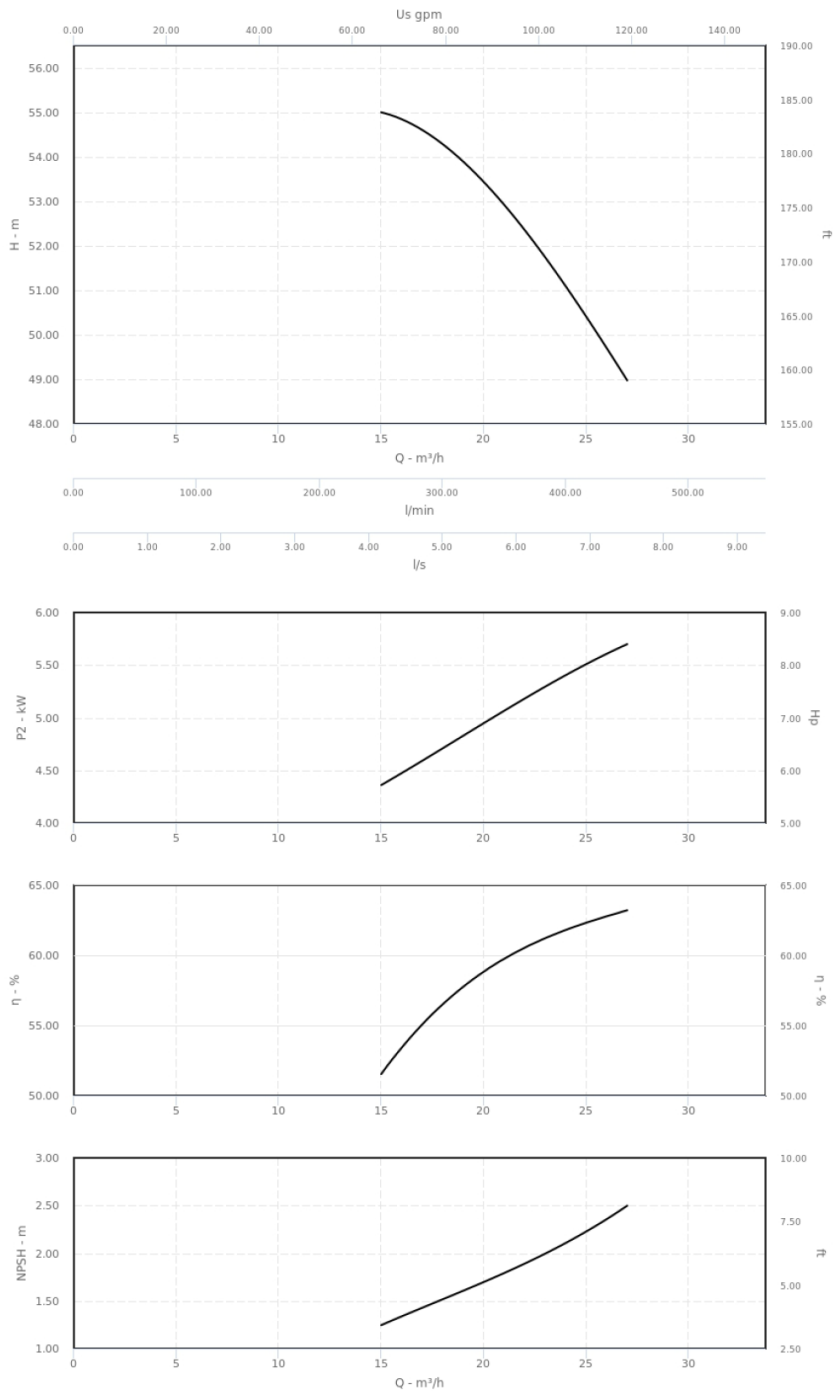 Us gpm
0.00 20.00 40.00 60.00 80.00 100.00 120.00 140.00
56.00
55.00
54.00
53.00
52.00
51.00
50.00
49.00
48.00
H - m
190.00
185.00
180.00
175.00
170.00
165.00
160.00
155.00
ft
0 5 10 15 20 25 30
Q - m³/h
0.00 100.00 200.00 300.00 400.00 500.00
l/min
0.00 1.00 2.00 3.00 4.00 5.00 6.00 7.00 8.00 9.00
l/s
6.00
5.50
5.00
4.50
4.00
P2 - kW
9.00
8.00
7.00
6.00
5.00
Hp
0 5 10 15 20 25 30
65.00
60.00
55.00
50.00
η - %
65.00
60.00
55.00
50.00
η - %
0 5 10 15 20 25 30
3.00
2.50
2.00
1.50
1.00
NPSH - m
10.00
7.50
5.00
2.50
ft
0 5 10 15 20 25 30
Q - m³/h